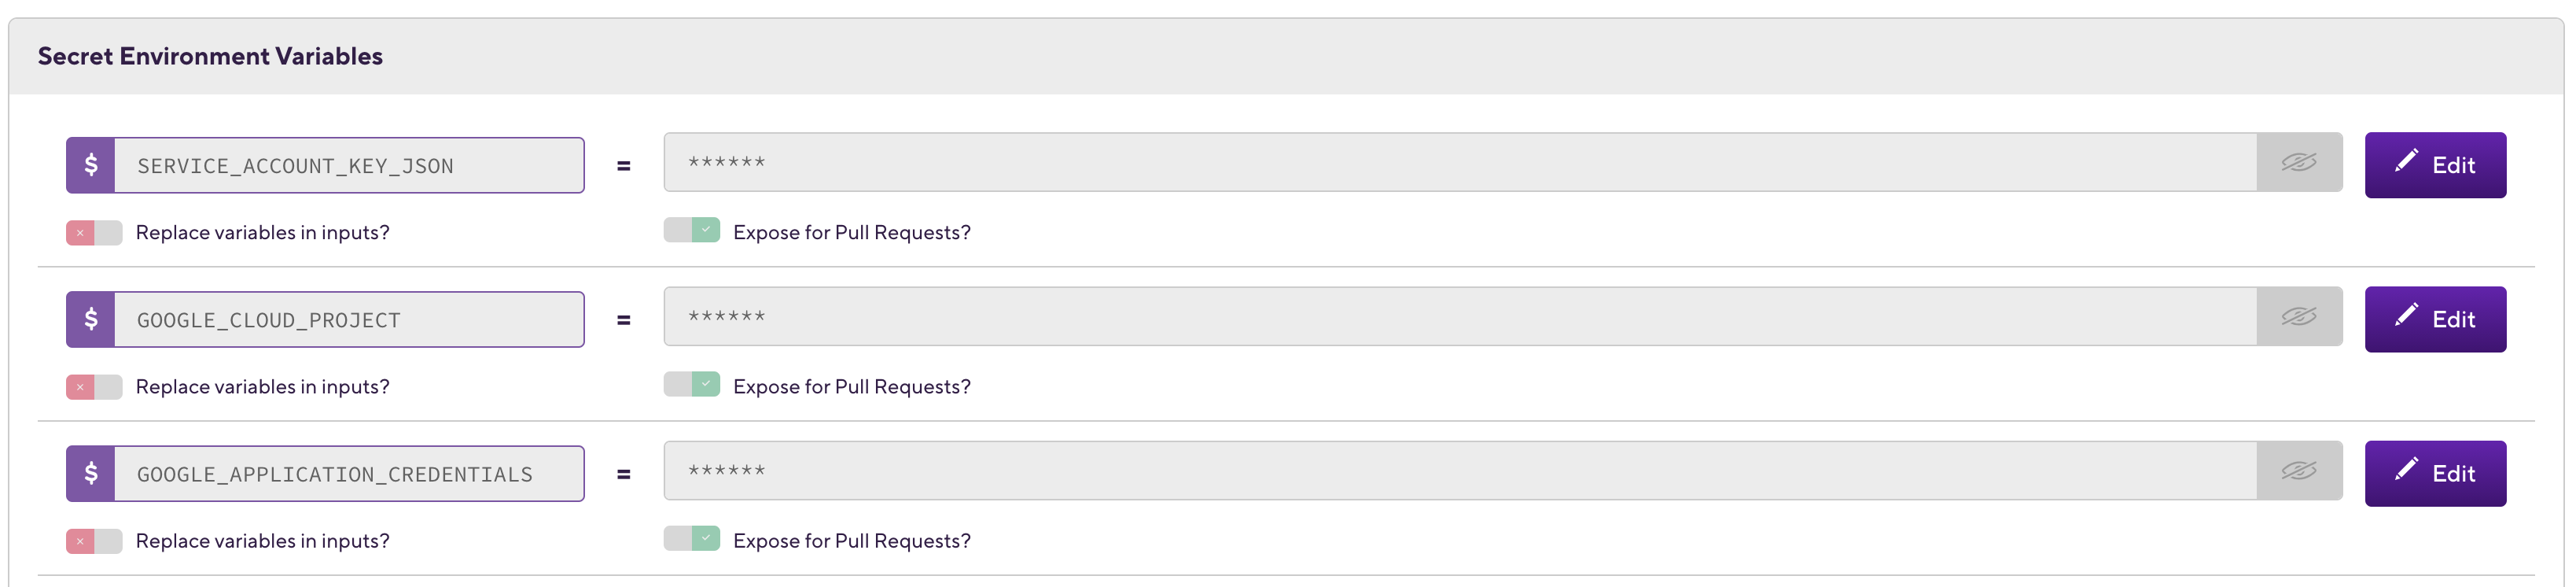 Secret Environment Variables
$ SERVICE_ACCOUNT_KEY_JSON = ****** Edit
Replace variables in inputs? Expose for Pull Requests?
$ GOOGLE_CLOUD_PROJECT = ****** Edit
Replace variables in inputs? Expose for Pull Requests?
$ GOOGLE_APPLICATION_CREDENTIALS = ****** Edit
Replace variables in inputs? Expose for Pull Requests?